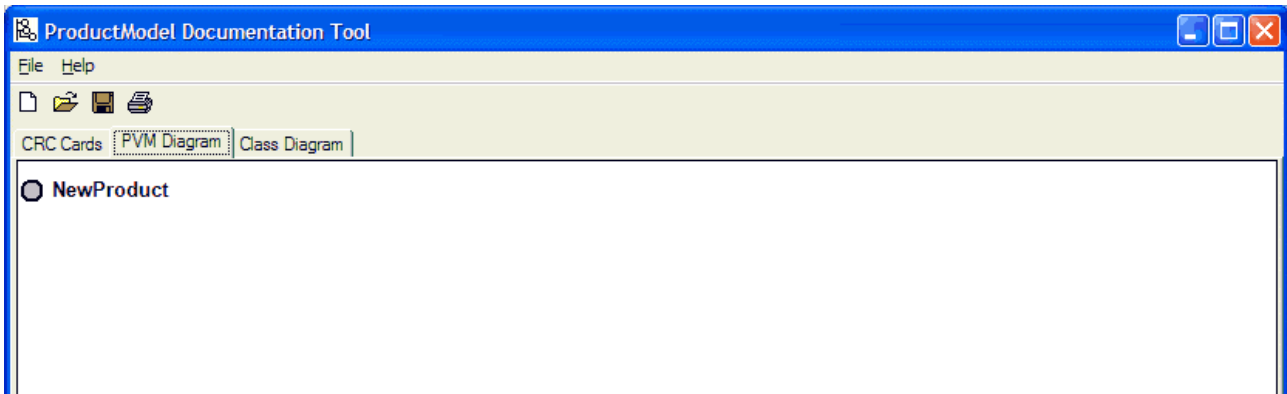 ProductModel Documentation Tool
File Help
CRC Cards PVM Diagram Class Diagram
NewProduct